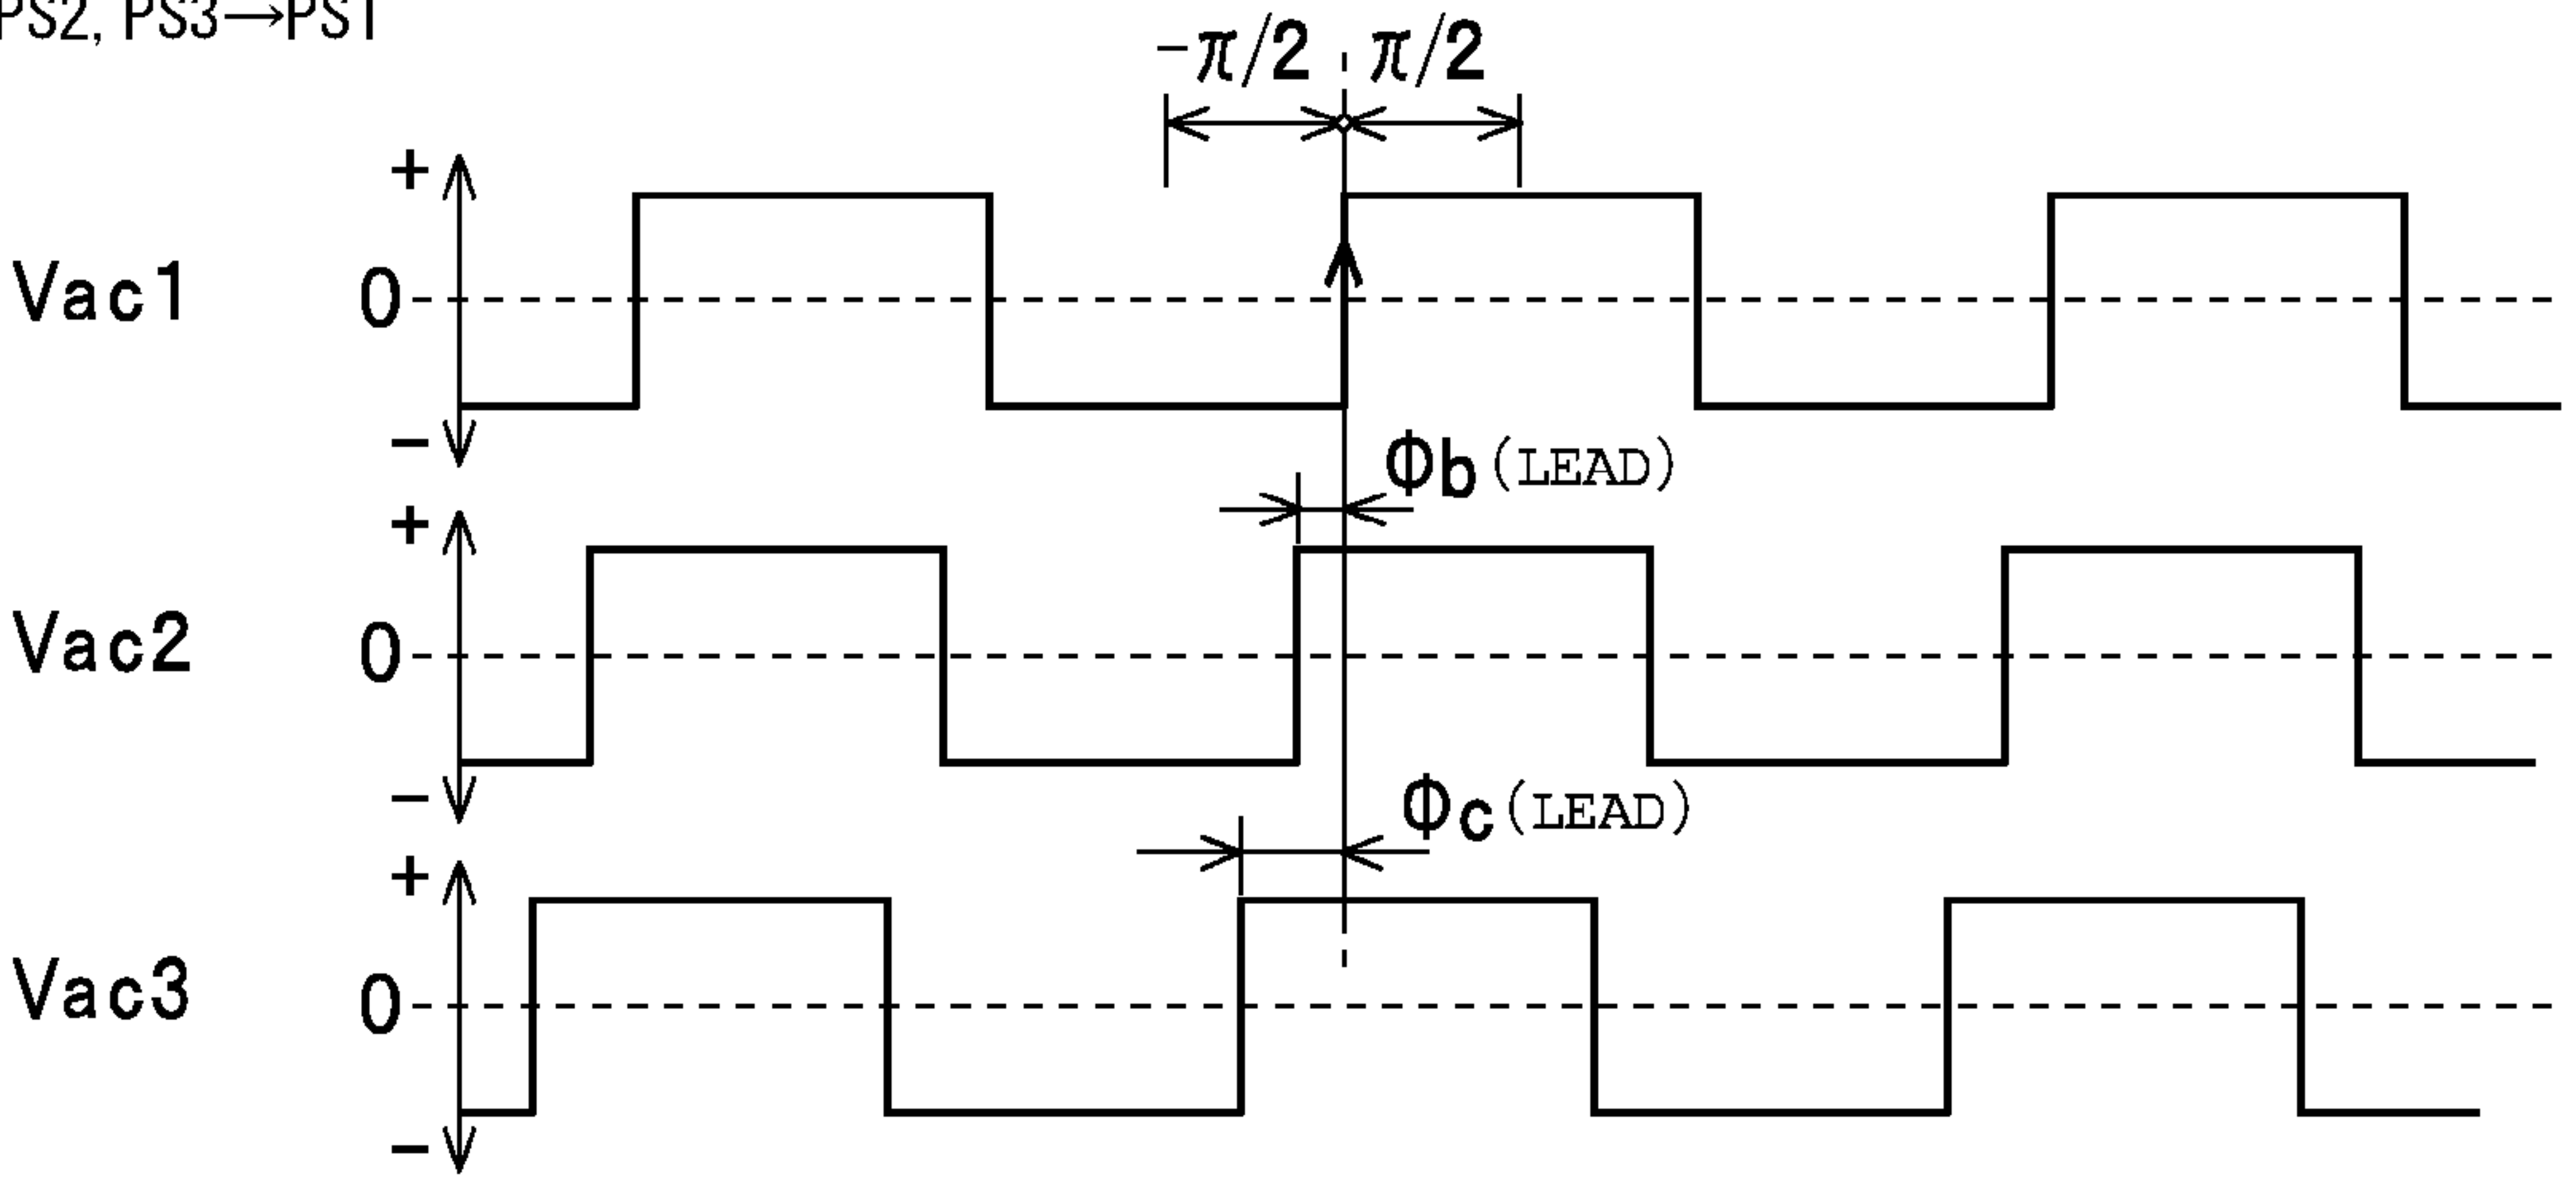 PS2, PS3→PS1
-π/2 π/2
+
Vac1 0
-
Φb (LEAD)
+
Vac2 0
-
Φc (LEAD)
+
Vac3 0
-